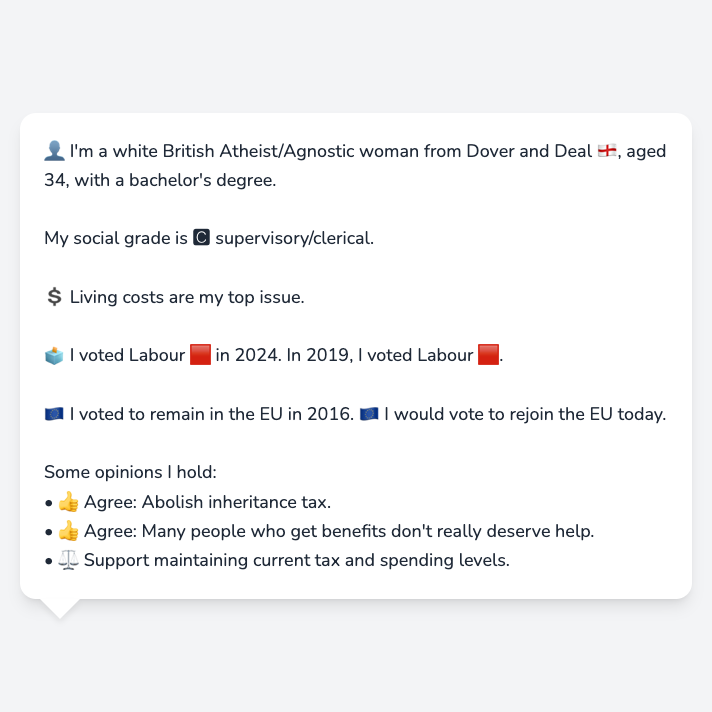 👤 I'm a white British Atheist/Agnostic woman from Dover and Deal 🏴󠁧󠁢󠁥󠁮󠁧󠁿, aged
34, with a bachelor's degree.
My social grade is 🅲 supervisory/clerical.
💲 Living costs are my top issue.
🗳️ I voted Labour 🟥 in 2024. In 2019, I voted Labour 🟥.
🇪🇺 I voted to remain in the EU in 2016. 🇪🇺 I would vote to rejoin the EU today.
Some opinions I hold:
• 👍 Agree: Abolish inheritance tax.
• 👍 Agree: Many people who get benefits don't really deserve help.
• ⚖️ Support maintaining current tax and spending levels.